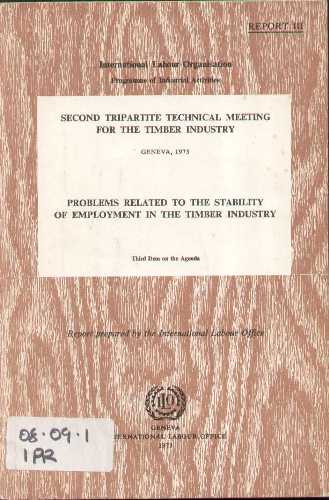 REPORT III
International Labour Organisation
Programme of Industrial Activities
SECOND TRIPARTITE TECHNICAL MEETING
FOR THE TIMBER INDUSTRY
GENEVA, 1973
PROBLEMS RELATED TO THE STABILITY
OF EMPLOYMENT IN THE TIMBER INDUSTRY
Third Item on the Agenda
Report prepared by the International Labour Office
GENEVA
INTERNATIONAL LABOUR OFFICE
1973
08.09.1
1PR